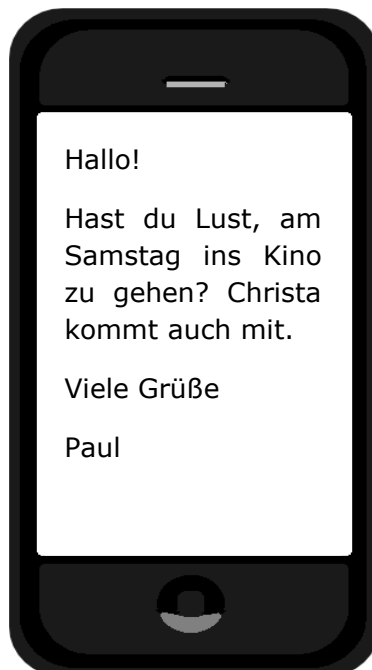 Hallo!
Hast du Lust, am
Samstag ins Kino
zu gehen? Christa
kommt auch mit.
Viele Grüße
Paul